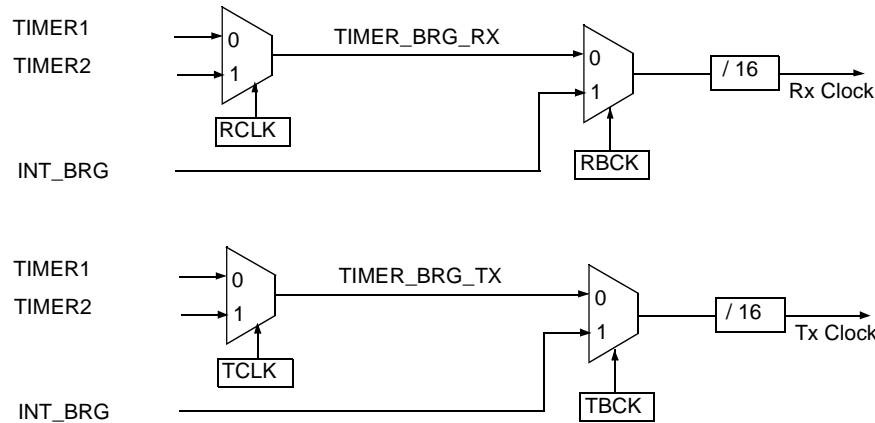 TIMER1
0
TIMER_BRG_RX
TIMER2
1
0
/ 16
1
Rx Clock
RCLK
RBCK
INT_BRG
TIMER1
0
TIMER_BRG_TX
TIMER2
1
0
/ 16
1
Tx Clock
TCLK
TBCK
INT_BRG